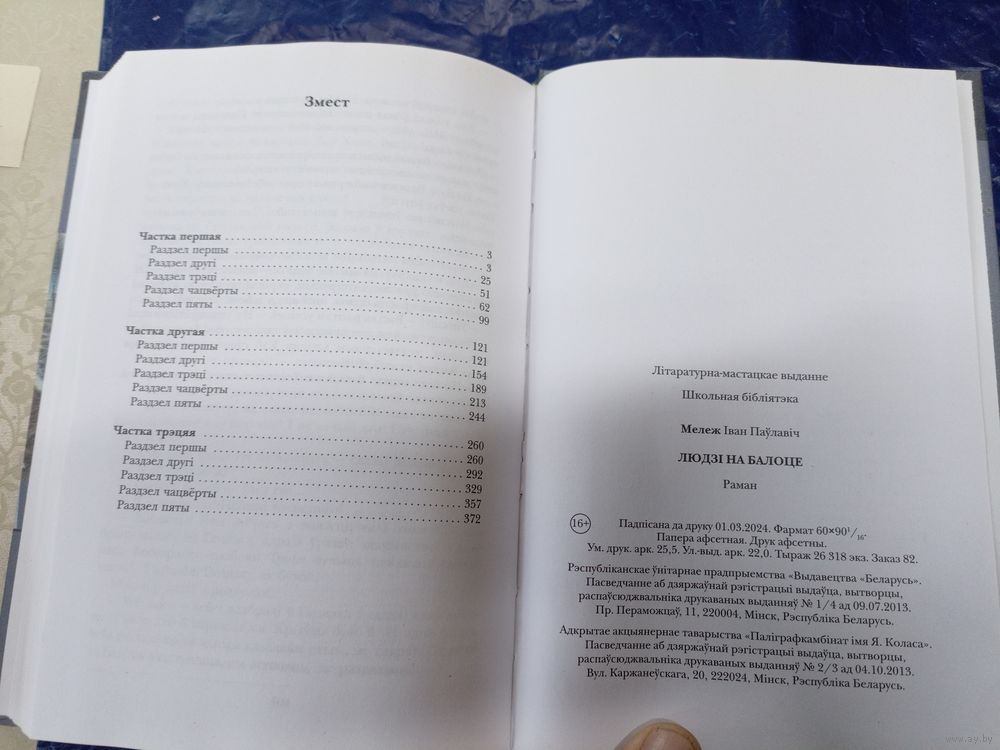 Змест
Частка першая 3
Раздзел першы 3
Раздзел другі 25
Раздзел трэці 51
Раздзел чацвёрты 62
Раздзел пяты 99
Частка другая 121
Раздзел першы 121
Раздзел другі 154
Раздзел трэці 189
Раздзел чацвёрты 213
Раздзел пяты 244
Частка трэцяя 260
Раздзел першы 260
Раздзел другі 292
Раздзел трэці 329
Раздзел чацвёрты 357
Раздзел пяты 372
Літаратурна-мастацкае выданне
Школьная бібліятэка
Мележ Іван Паўлавіч
ЛЮДЗІ НА БАЛОЦЕ
Раман
16+
Падпісана да друку 01.03.2024. Фармат 60×90¹/₁₆.
Папера афсетная. Друк афсетны.
Ум. друк. арк. 25,5. Ул.-выд. арк. 22,0. Тыраж 26 318 экз. Заказ 82.
Рэспубліканскае ўнітарнае прадпрыемства «Выдавецтва «Беларусь».
Пасведчанне аб дзяржаўнай рэгістрацыі выдаўца, вытворцы,
распаўсюджвальніка друкаваных выданняў № 1/4 ад 09.07.2013.
Пр. Пераможцаў, 11, 220004, Мінск, Рэспубліка Беларусь.
Адкрытае акцыянернае таварыства «Паліграфкамбінат імя Я. Коласа».
Пасведчанне аб дзяржаўнай рэгістрацыі выдаўца, вытворцы,
распаўсюджвальніка друкаваных выданняў № 2/3 ад 04.10.2013.
Вул. Каржанеўскага, 20, 222024, Мінск, Рэспубліка Беларусь.
www.ay.by